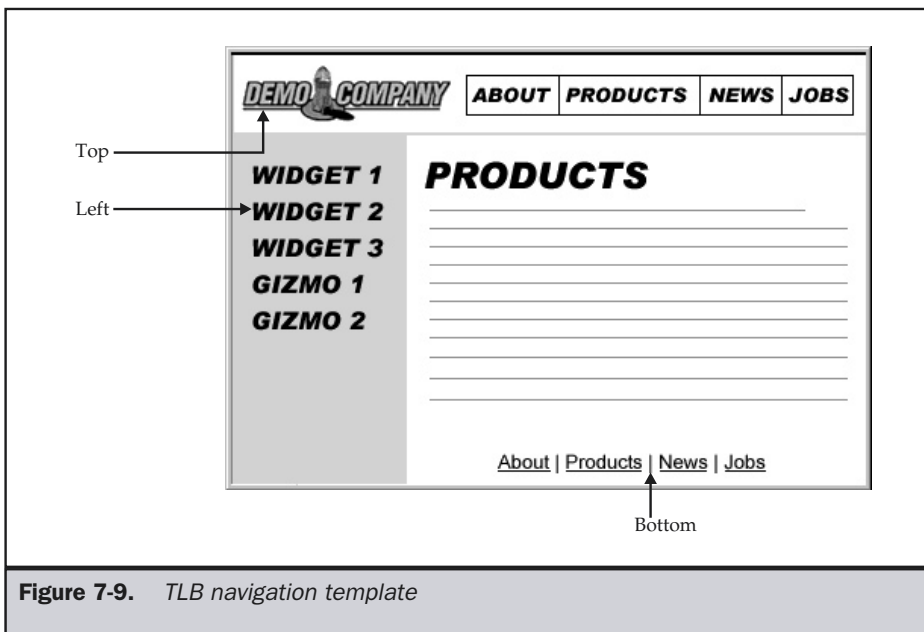 DEMO COMPANY
ABOUT PRODUCTS NEWS JOBS
Top
WIDGET 1
PRODUCTS
Left
WIDGET 2
WIDGET 3
GIZMO 1
GIZMO 2
About | Products | News | Jobs
Bottom
Figure 7-9. TLB navigation template